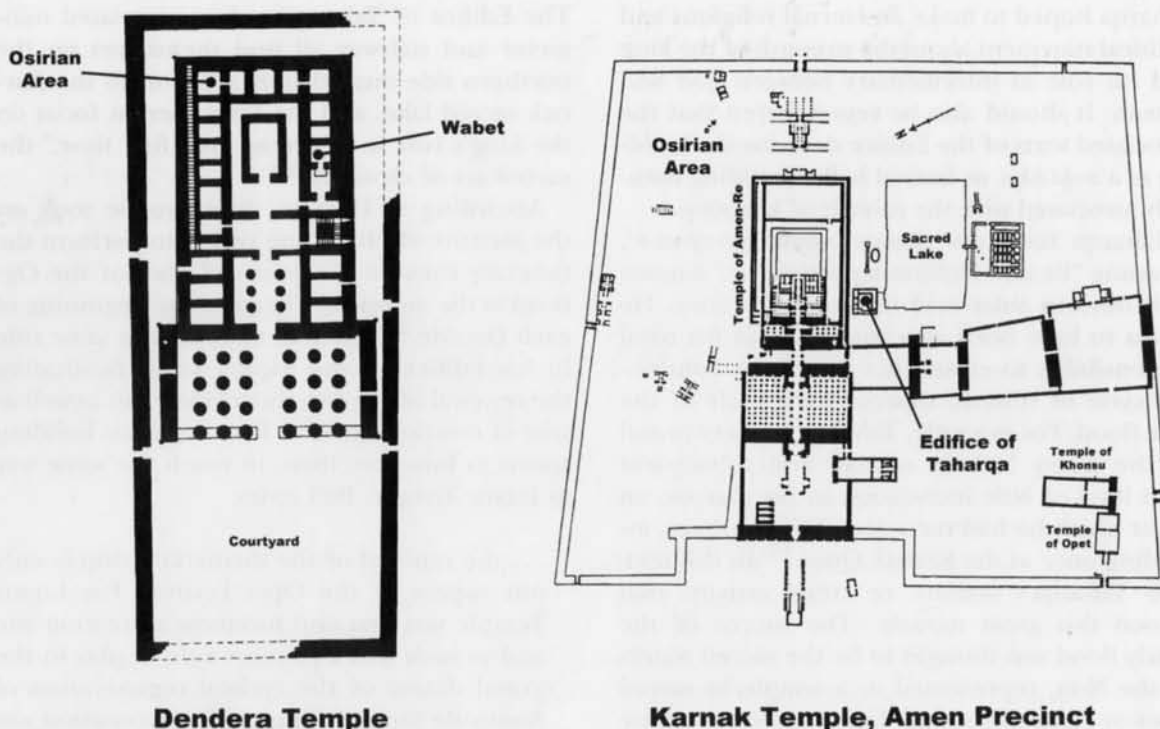 Osirian
Area
Wabet
Courtyard
Dendera Temple
Osirian
Area
Temple of Amen-Re
Sacred
Lake
Edifice of
Taharqa
Temple of
Khonsu
Temple
of Opet
Karnak Temple, Amen Precinct